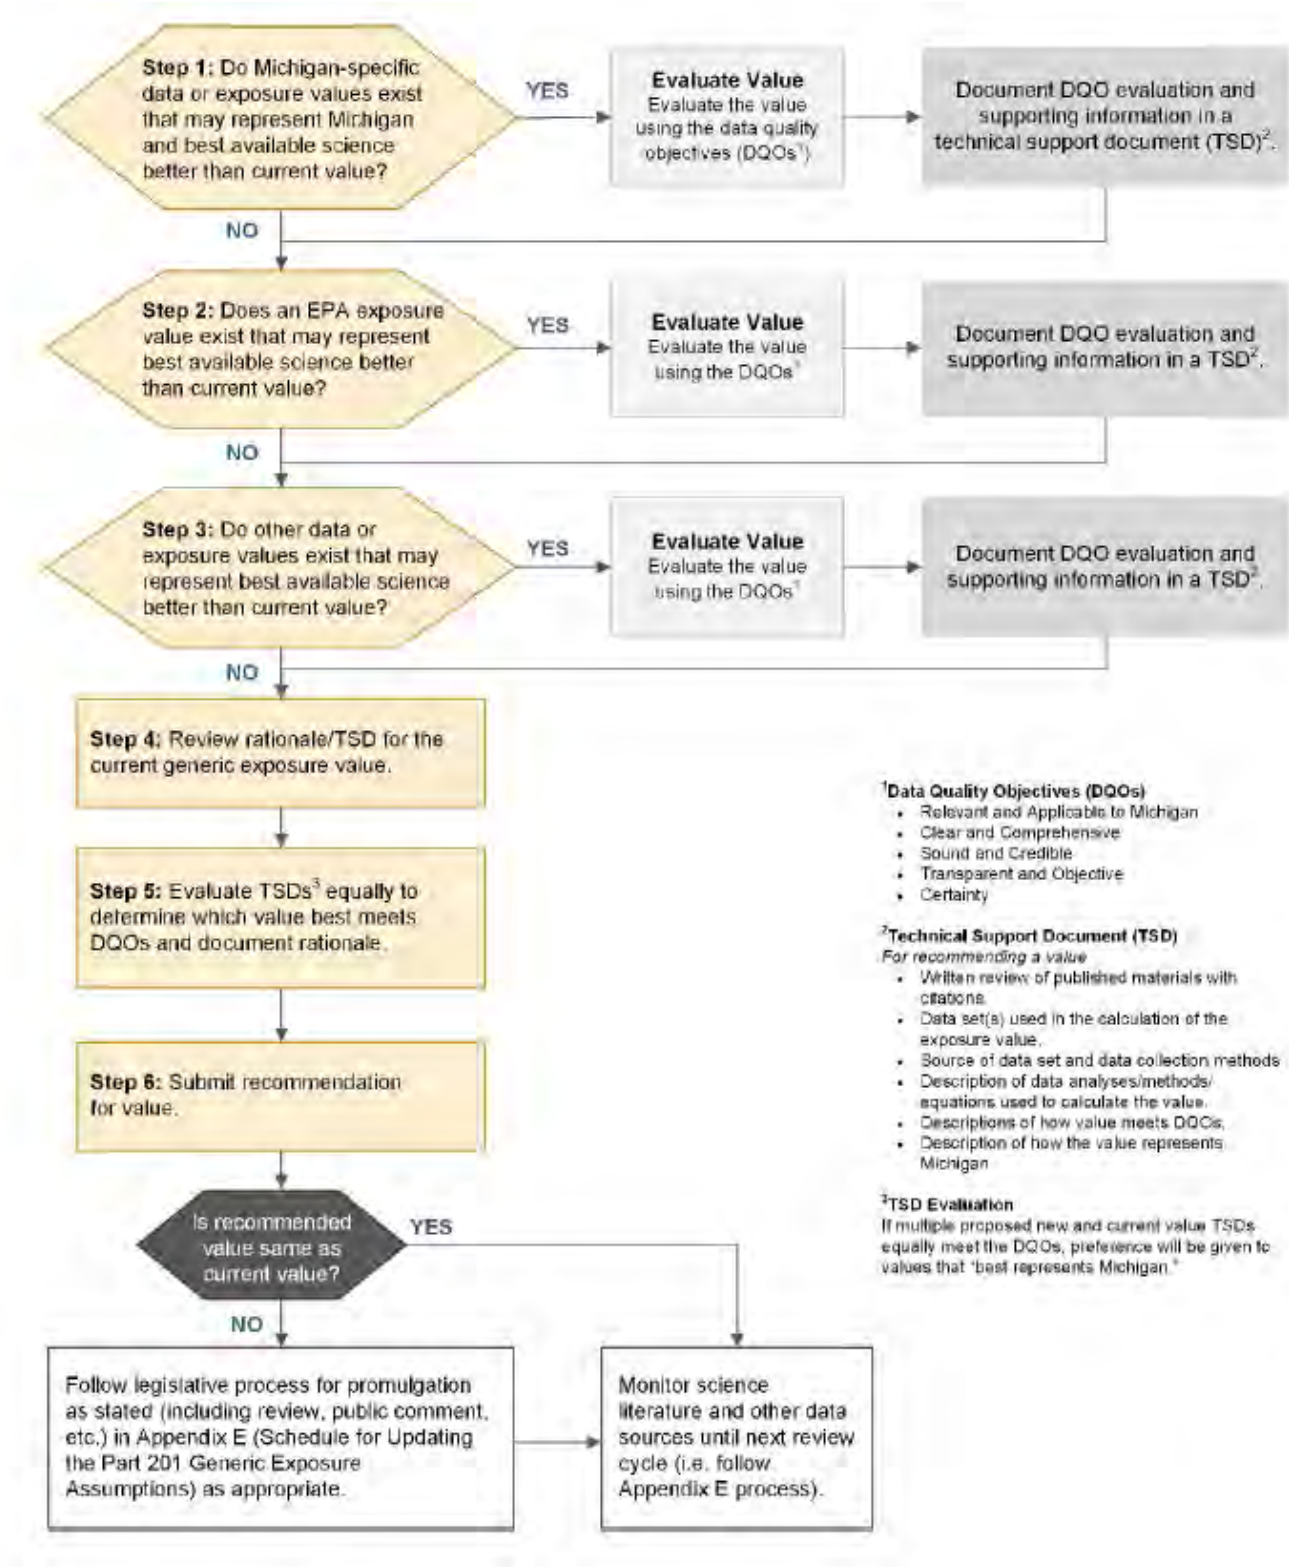 Step 1: Do Michigan-specific
data or exposure values exist
that may represent Michigan
and best available science
better than current value?
YES
Evaluate Value
Evaluate the value
using the data quality
objectives (DQOs¹)
Document DQO evaluation and
supporting information in a
technical support document (TSD)².
NO
Step 2: Does an EPA exposure
value exist that may represent
best available science better
than current value?
YES
Evaluate Value
Evaluate the value
using the DQOs¹
Document DQO evaluation and
supporting information in a TSD².
NO
Step 3: Do other data or
exposure values exist that may
represent best available science
better than current value?
YES
Evaluate Value
Evaluate the value
using the DQOs¹
Document DQO evaluation and
supporting information in a TSD².
NO
Step 4: Review rationale/TSD for the
current generic exposure value.
Step 5: Evaluate TSDs³ equally to
determine which value best meets
DQOs and document rationale.
Step 6: Submit recommendation
for value.
Is recommended
value same as
current value?
YES
NO
Follow legislative process for promulgation
as stated (including review, public comment,
etc.) in Appendix E (Schedule for Updating
the Part 201 Generic Exposure
Assumptions) as appropriate.
Monitor science
literature and other data
sources until next review
cycle (i.e. follow
Appendix E process).
¹Data Quality Objectives (DQOs)
• Relevant and Applicable to Michigan
• Clear and Comprehensive
• Sound and Credible
• Transparent and Objective
• Certainty
²Technical Support Document (TSD)
For recommending a value
• Written review of published materials with
citations.
• Data set(s) used in the calculation of the
exposure value.
• Source of data set and data collection methods
• Description of data analyses/methods/
equations used to calculate the value.
• Descriptions of how value meets DQOs.
• Description of how the value represents
Michigan
³TSD Evaluation
If multiple proposed new and current value TSDs
equally meet the DQOs, preference will be given to
values that "best represents Michigan."